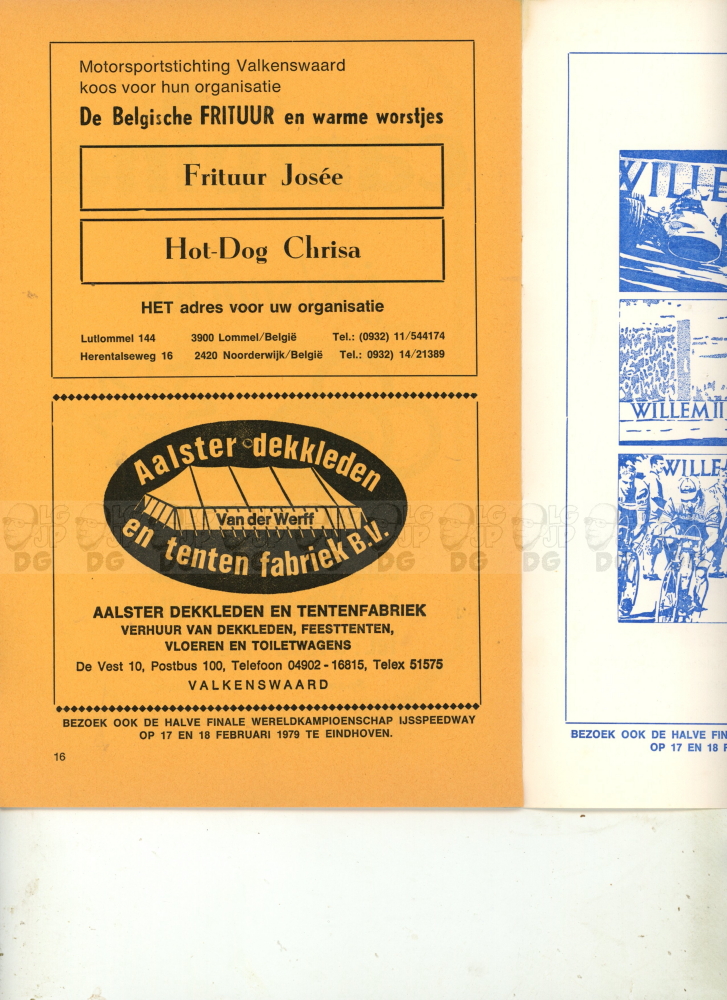 Motorsportstichting Valkenswaard
koos voor hun organisatie
De Belgische FRITUUR en warme worstjes
Frituur Josée
Hot-Dog Chrisa
HET adres voor uw organisatie
Lutlommel 144 3900 Lommel/België Tel.: (0932) 11/544174
Herentalseweg 16 2420 Noorderwijk/België Tel.: 0932) 14/21389
Aalster dekkleden
Van der Werff
en tenten fabriek B.V.
AALSTER DEKKLEDEN EN TENTENFABRIEK
VERHUUR VAN DEKKLEDEN, FEESTTENTEN,
VLOEREN EN TOILETWAGENS
De Vest 10, Postbus 100, Telefoon 04902 - 16815, Telex 51575
VALKENSWAARD
BEZOEK OOK DE HALVE FINALE WERELDKAMPIOENSCHAP IJSSPEEDWAY
OP 17 EN 18 FEBRUARI 1979 TE EINDHOVEN.
16
WILLE
WILLEM II
WILLE
BEZOEK OOK DE HALVE FIN
OP 17 EN 18 F